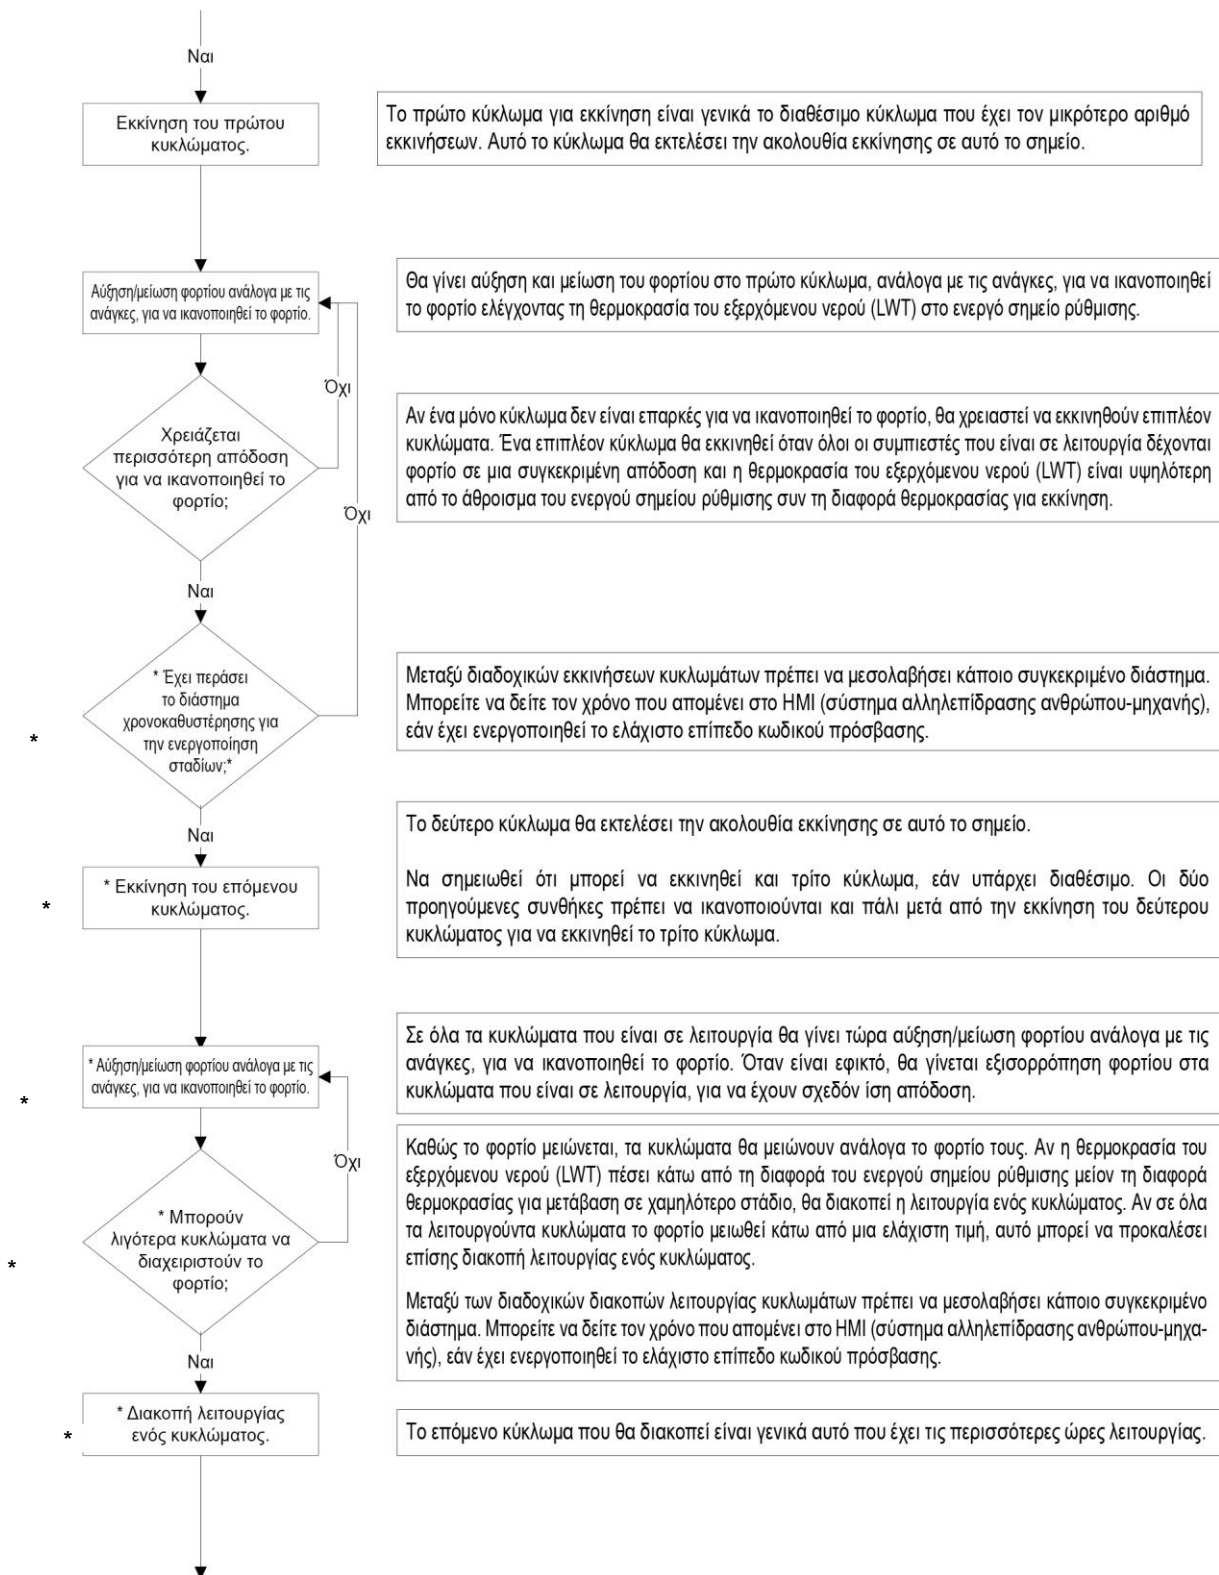 Ναι
Εκκίνηση του πρώτου
κυκλώματος.
Το πρώτο κύκλωμα για εκκίνηση είναι γενικά το διαθέσιμο κύκλωμα που έχει τον μικρότερο αριθμό
εκκινήσεων. Αυτό το κύκλωμα θα εκτελέσει την ακολουθία εκκίνησης σε αυτό το σημείο.
Αύξηση/μείωση φορτίου ανάλογα με τις
ανάγκες, για να ικανοποιηθεί το φορτίο.
Θα γίνει αύξηση και μείωση του φορτίου στο πρώτο κύκλωμα, ανάλογα με τις ανάγκες, για να ικανοποιηθεί
το φορτίο ελέγχοντας τη θερμοκρασία του εξερχόμενου νερού (LWT) στο ενεργό σημείο ρύθμισης.
Όχι
Χρειάζεται
περισσότερη απόδοση
για να ικανοποιηθεί το
φορτίο;
Όχι
Αν ένα μόνο κύκλωμα δεν είναι επαρκές για να ικανοποιηθεί το φορτίο, θα χρειαστεί να εκκινηθούν επιπλέον
κυκλώματα. Ένα επιπλέον κύκλωμα θα εκκινηθεί όταν όλοι οι συμπιεστές που είναι σε λειτουργία δέχονται
φορτίο σε μια συγκεκριμένη απόδοση και η θερμοκρασία του εξερχόμενου νερού (LWT) είναι υψηλότερη
από το άθροισμα του ενεργού σημείου ρύθμισης συν τη διαφορά θερμοκρασίας για εκκίνηση.
Ναι
* Έχει περάσει
το διάστημα
χρονοκαθυστέρησης για
την ενεργοποίηση
σταδίων;*
*
Μεταξύ διαδοχικών εκκινήσεων κυκλωμάτων πρέπει να μεσολαβήσει κάποιο συγκεκριμένο διάστημα.
Μπορείτε να δείτε τον χρόνο που απομένει στο HMI (σύστημα αλληλεπίδρασης ανθρώπου-μηχανής),
εάν έχει ενεργοποιηθεί το ελάχιστο επίπεδο κωδικού πρόσβασης.
Ναι
* Εκκίνηση του επόμενου
κυκλώματος.
*
Το δεύτερο κύκλωμα θα εκτελέσει την ακολουθία εκκίνησης σε αυτό το σημείο.
Να σημειωθεί ότι μπορεί να εκκινηθεί και τρίτο κύκλωμα, εάν υπάρχει διαθέσιμο. Οι δύο
προηγούμενες συνθήκες πρέπει να ικανοποιούνται και πάλι μετά από την εκκίνηση του δεύτερου
κυκλώματος για να εκκινηθεί το τρίτο κύκλωμα.
* Αύξηση/μείωση φορτίου ανάλογα με τις
ανάγκες, για να ικανοποιηθεί το φορτίο.
*
Σε όλα τα κυκλώματα που είναι σε λειτουργία θα γίνει τώρα αύξηση/μείωση φορτίου ανάλογα με τις
ανάγκες, για να ικανοποιηθεί το φορτίο. Όταν είναι εφικτό, θα γίνεται εξισορρόπηση φορτίου στα
κυκλώματα που είναι σε λειτουργία, για να έχουν σχεδόν ίση απόδοση.
Όχι
* Μπορούν
λιγότερα κυκλώματα να
διαχειριστούν το
φορτίο;
*
Καθώς το φορτίο μειώνεται, τα κυκλώματα θα μειώνουν ανάλογα το φορτίο τους. Αν η θερμοκρασία του
εξερχόμενου νερού (LWT) πέσει κάτω από τη διαφορά του ενεργού σημείου ρύθμισης μείον τη διαφορά
θερμοκρασίας για μετάβαση σε χαμηλότερο στάδιο, θα διακοπεί η λειτουργία ενός κυκλώματος. Αν σε όλα
τα λειτουργούντα κυκλώματα το φορτίο μειωθεί κάτω από μια ελάχιστη τιμή, αυτό μπορεί να προκαλέσει
επίσης διακοπή λειτουργίας ενός κυκλώματος.
Μεταξύ των διαδοχικών διακοπών λειτουργίας κυκλωμάτων πρέπει να μεσολαβήσει κάποιο συγκεκριμένο
διάστημα. Μπορείτε να δείτε τον χρόνο που απομένει στο HMI (σύστημα αλληλεπίδρασης ανθρώπου-μηχα-
νής), εάν έχει ενεργοποιηθεί το ελάχιστο επίπεδο κωδικού πρόσβασης.
Ναι
* Διακοπή λειτουργίας
ενός κυκλώματος.
*
Το επόμενο κύκλωμα που θα διακοπεί είναι γενικά αυτό που έχει τις περισσότερες ώρες λειτουργίας.